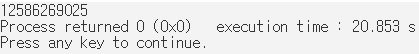 12586269025
Process returned 0 (0x0)   execution time : 20.853 s
Press any key to continue.